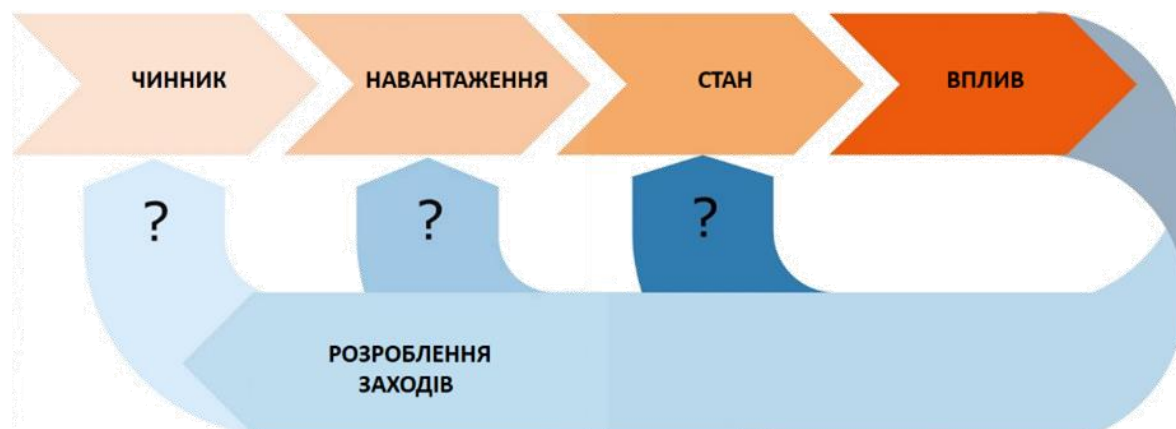 ЧИННИК
НАВАНТАЖЕННЯ
СТАН
ВПЛИВ
?
?
?
РОЗРОБЛЕННЯ
ЗАХОДІВ